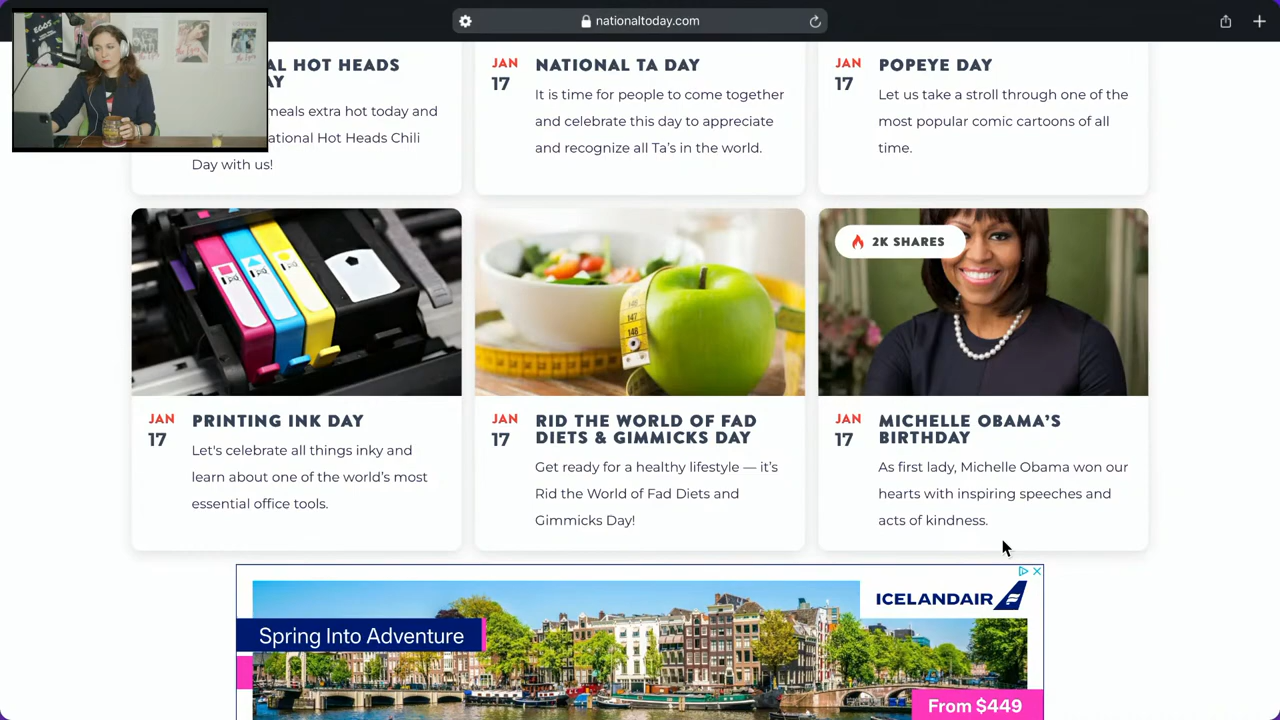 nationaltoday.com
AL HOT HEADS
AY
meals extra hot today and
ational Hot Heads Chili
Day with us!
JAN
17
NATIONAL TA DAY
It is time for people to come together
and celebrate this day to appreciate
and recognize all Ta's in the world.
JAN
17
POPEYE DAY
Let us take a stroll through one of the
most popular comic cartoons of all
time.
JAN
17
PRINTING INK DAY
Let's celebrate all things inky and
learn about one of the world's most
essential office tools.
JAN
17
RID THE WORLD OF FAD
DIETS & GIMMICKS DAY
Get ready for a healthy lifestyle — it's
Rid the World of Fad Diets and
Gimmicks Day!
2K SHARES
JAN
17
MICHELLE OBAMA'S
BIRTHDAY
As first lady, Michelle Obama won our
hearts with inspiring speeches and
acts of kindness.
ICELANDAIR
Spring Into Adventure
From $449